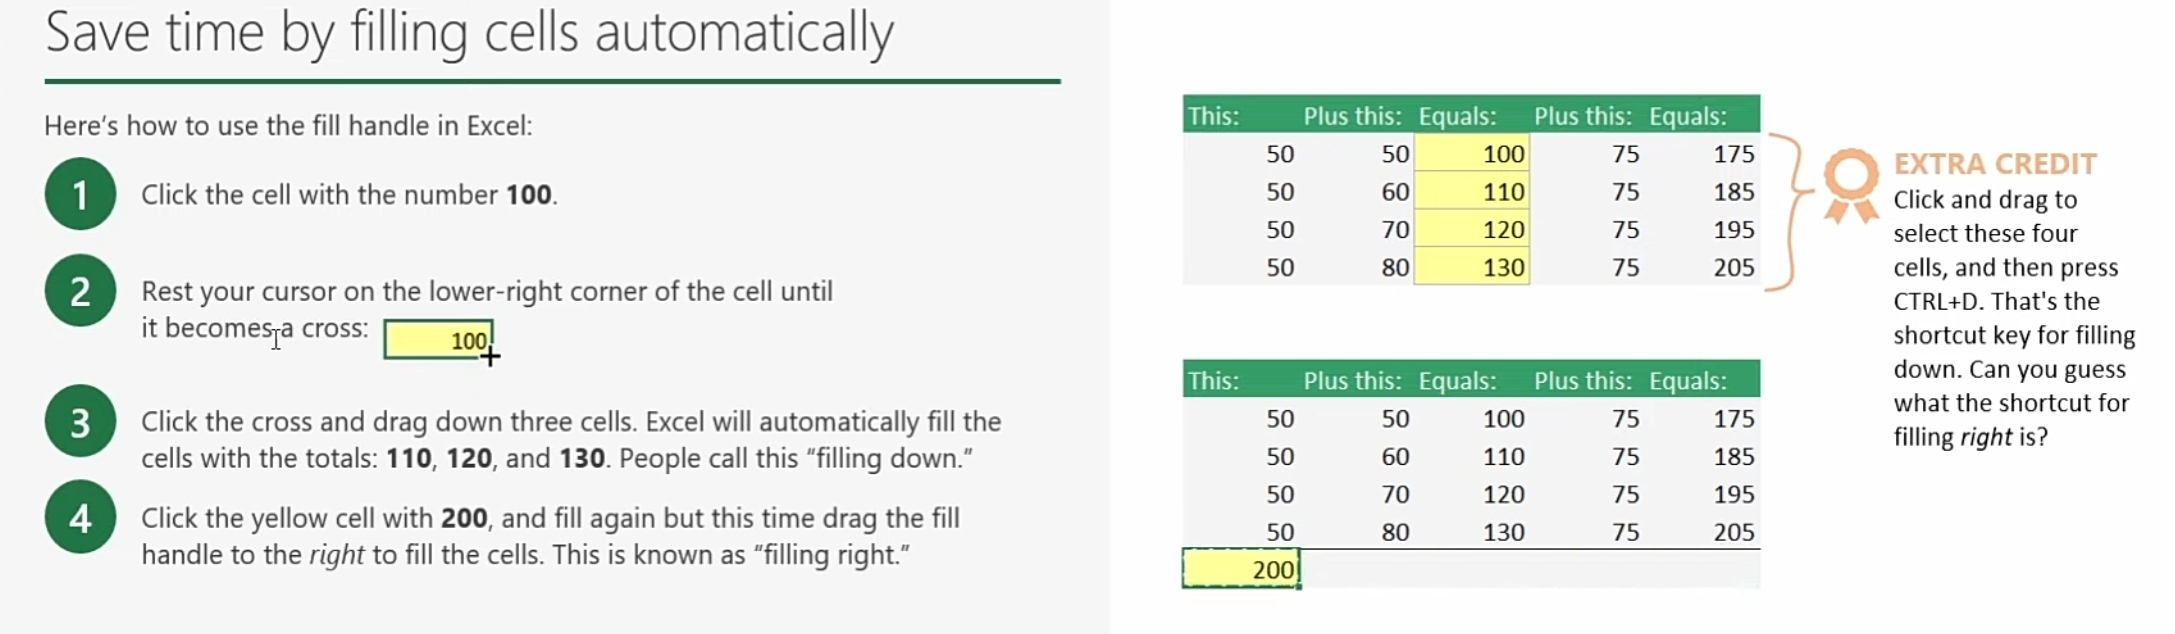 Save time by filling cells automatically
Here's how to use the fill handle in Excel:
1
Click the cell with the number 100.
2
Rest your cursor on the lower-right corner of the cell until
it becomes a cross:
100
3
Click the cross and drag down three cells. Excel will automatically fill the
cells with the totals: 110, 120, and 130. People call this “filling down.”
4
Click the yellow cell with 200, and fill again but this time drag the fill
handle to the right to fill the cells. This is known as “filling right.”
This: Plus this: Equals: Plus this: Equals:
50 50 100 75 175
50 60 110 75 185
50 70 120 75 195
50 80 130 75 205
EXTRA CREDIT
Click and drag to
select these four
cells, and then press
CTRL+D. That's the
shortcut key for filling
down. Can you guess
what the shortcut for
filling right is?
This: Plus this: Equals: Plus this: Equals:
50 50 100 75 175
50 60 110 75 185
50 70 120 75 195
50 80 130 75 205
200